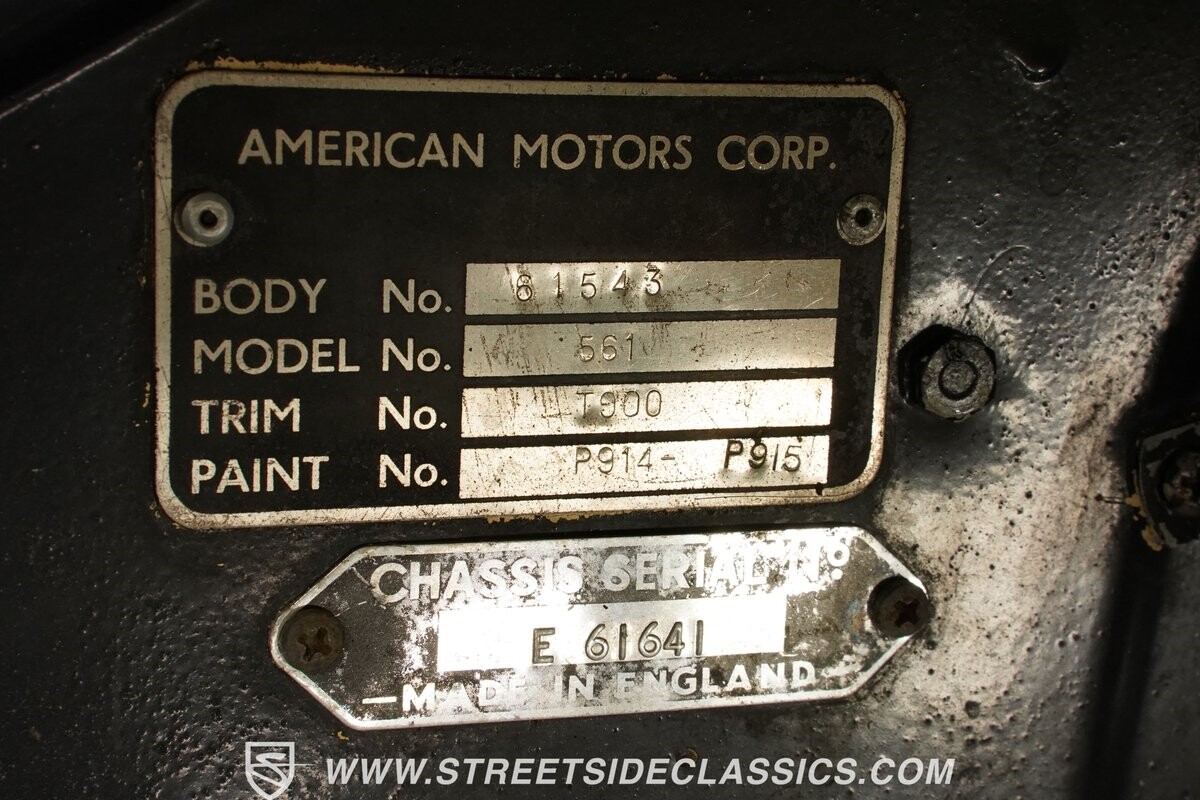 AMERICAN MOTORS CORP.
BODY No. 61543
MODEL No. 561
TRIM No. T900
PAINT No. P914- P915
CHASSIS SERIAL No
E 61641
-MADE IN ENGLAND-
WWW.STREETSIDECLASSICS.COM